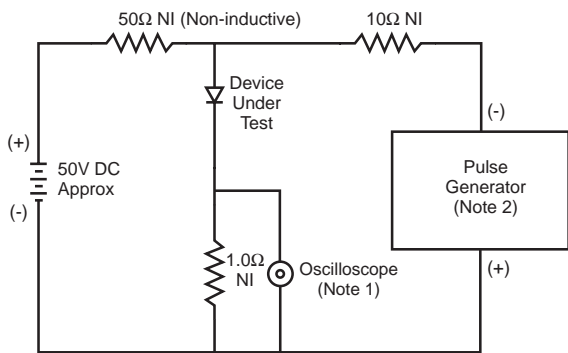 50Ω NI (Non-inductive)
10Ω NI
Device
Under
Test
(-)
(+)
50V DC
Approx
(-)
Pulse
Generator
(Note 2)
1.0Ω
NI
Oscilloscope
(Note 1)
(+)